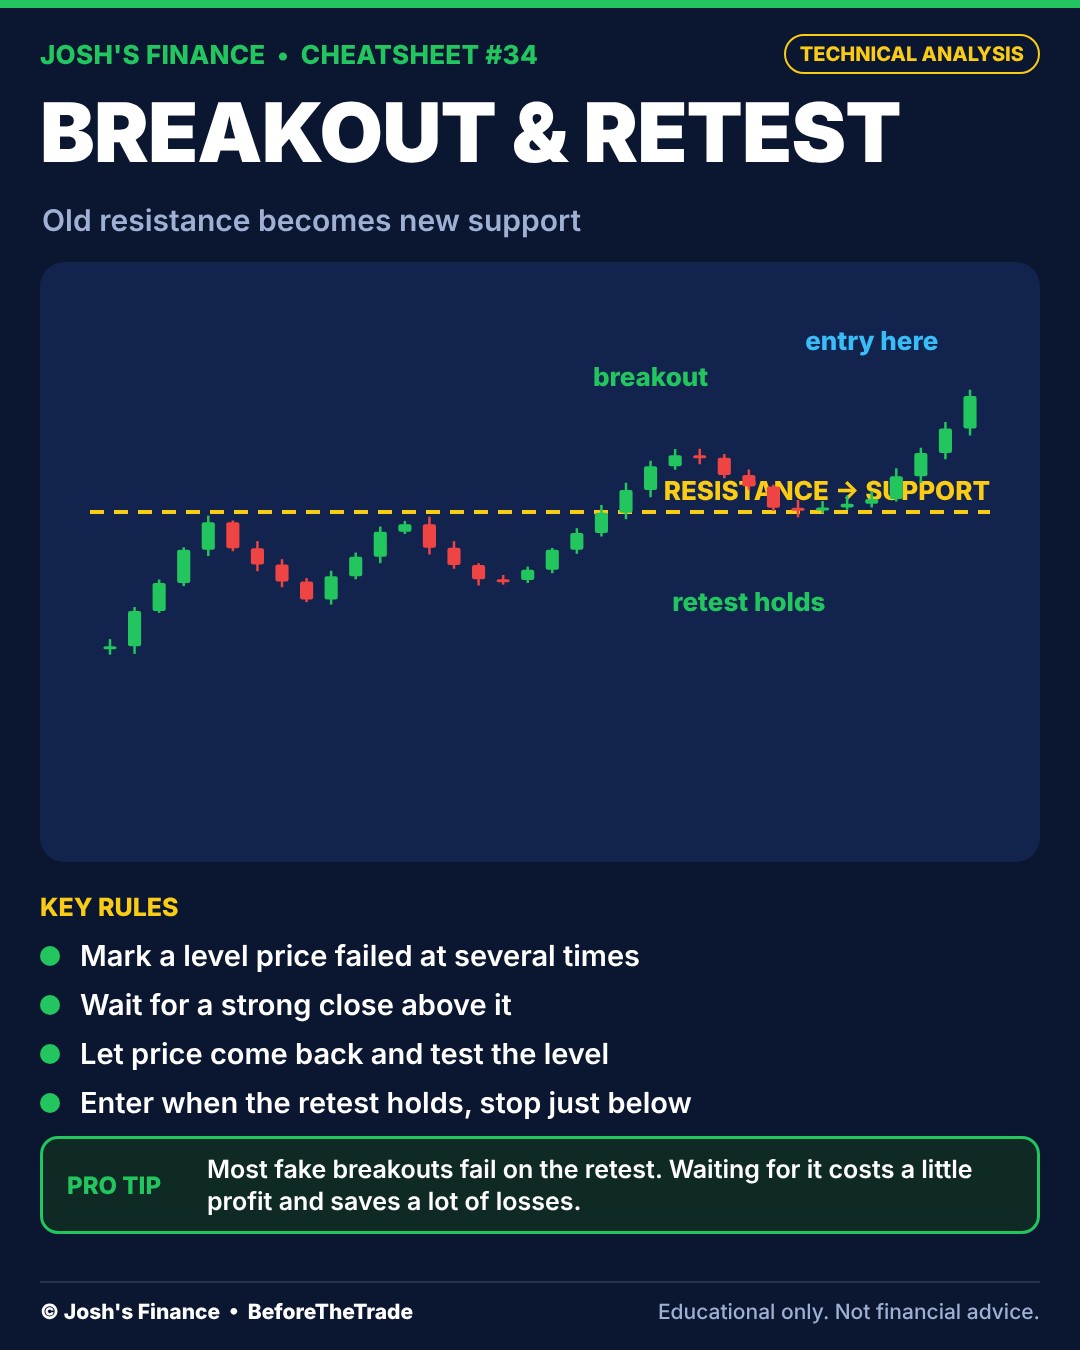 JOSH'S FINANCE • CHEATSHEET #34
TECHNICAL ANALYSIS
BREAKOUT & RETEST
Old resistance becomes new support
entry here
breakout
RESISTANCE → SUPPORT
retest holds
KEY RULES
Mark a level price failed at several times
Wait for a strong close above it
Let price come back and test the level
Enter when the retest holds, stop just below
PRO TIP
Most fake breakouts fail on the retest. Waiting for it costs a little
profit and saves a lot of losses.
© Josh's Finance • BeforeTheTrade
Educational only. Not financial advice.